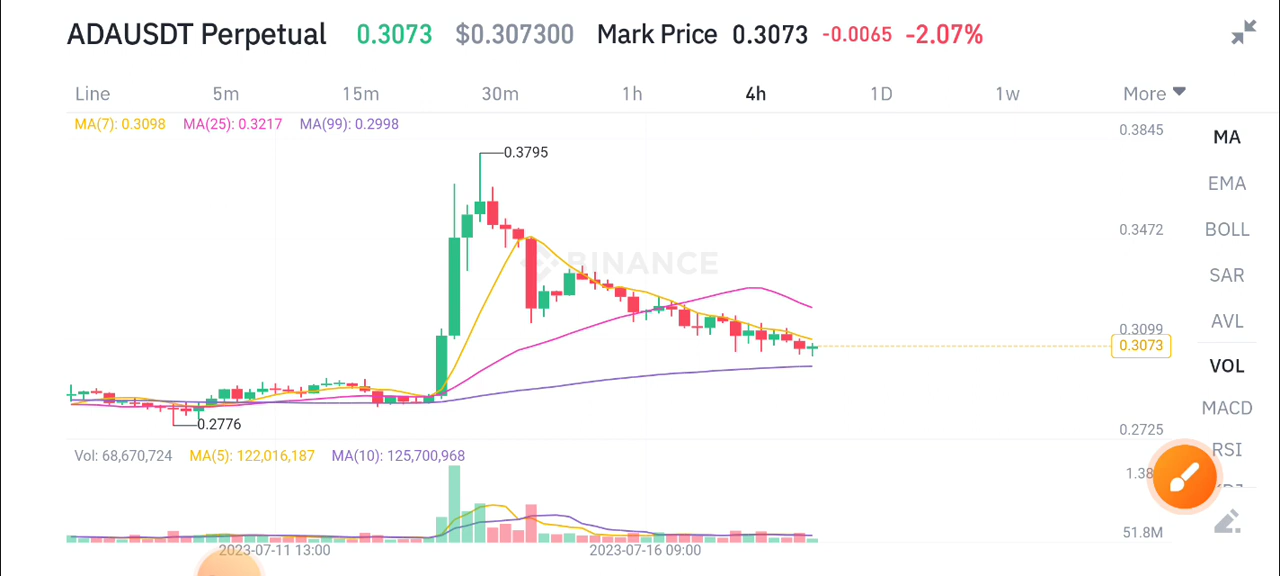 ADAUSDT Perpetual 0.3073 $0.307300 Mark Price 0.3073 -0.0065 -2.07%
Line 5m 15m 30m 1h 4h 1D 1w More
MA(7): 0.3098 MA(25): 0.3217 MA(99): 0.2998
0.3845
MA
0.3795
EMA
0.3472
BOLL
BINANCE
SAR
AVL
0.3099
0.3073
VOL
MACD
0.2776
0.2725
RSI
Vol: 68,670,724 MA(5): 122,016,187 MA(10): 125,700,968
51.8M
2023-07-11 13:00 2023-07-16 09:00